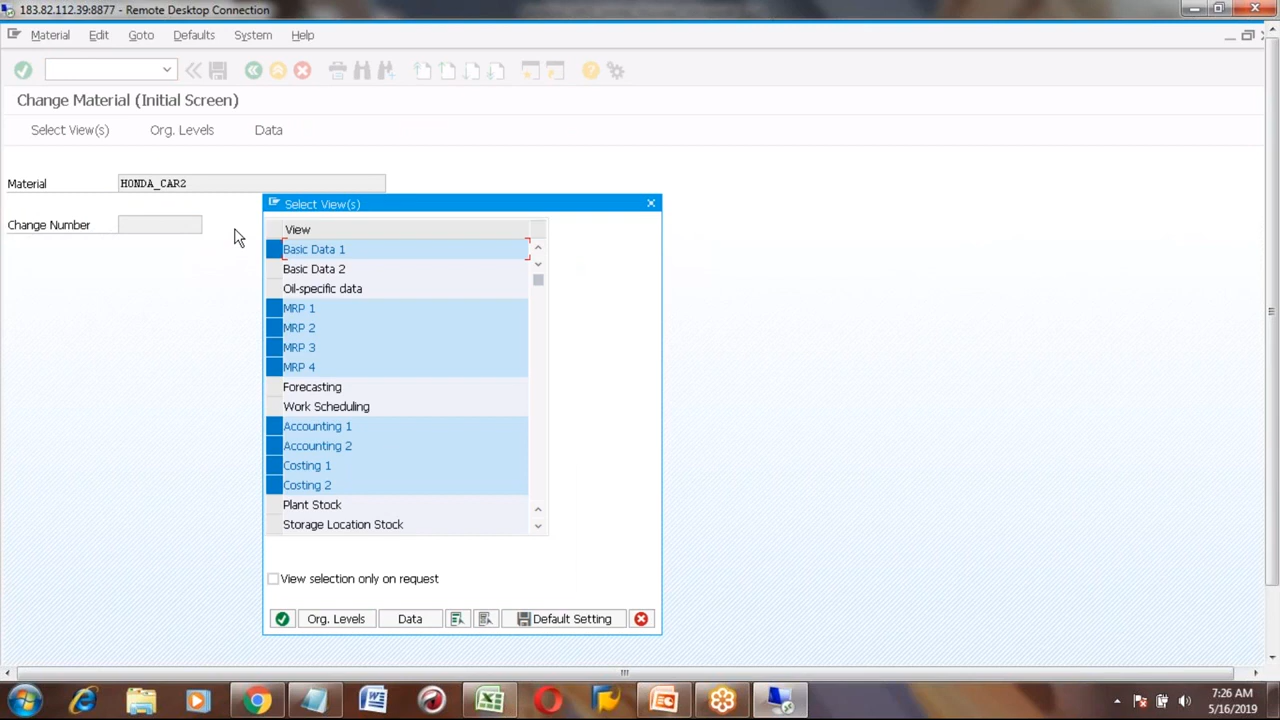 183.82.112.39:8877 - Remote Desktop Connection
Material Edit Goto Defaults System Help
Change Material (Initial Screen)
Select View(s) Org. Levels Data
Material HONDA_CAR2
Change Number
Select View(s)
View
Basic Data 1
Basic Data 2
Oil-specific data
MRP 1
MRP 2
MRP 3
MRP 4
Forecasting
Work Scheduling
Accounting 1
Accounting 2
Costing 1
Costing 2
Plant Stock
Storage Location Stock
View selection only on request
Org. Levels Data Default Setting
7:26 AM
5/16/2019